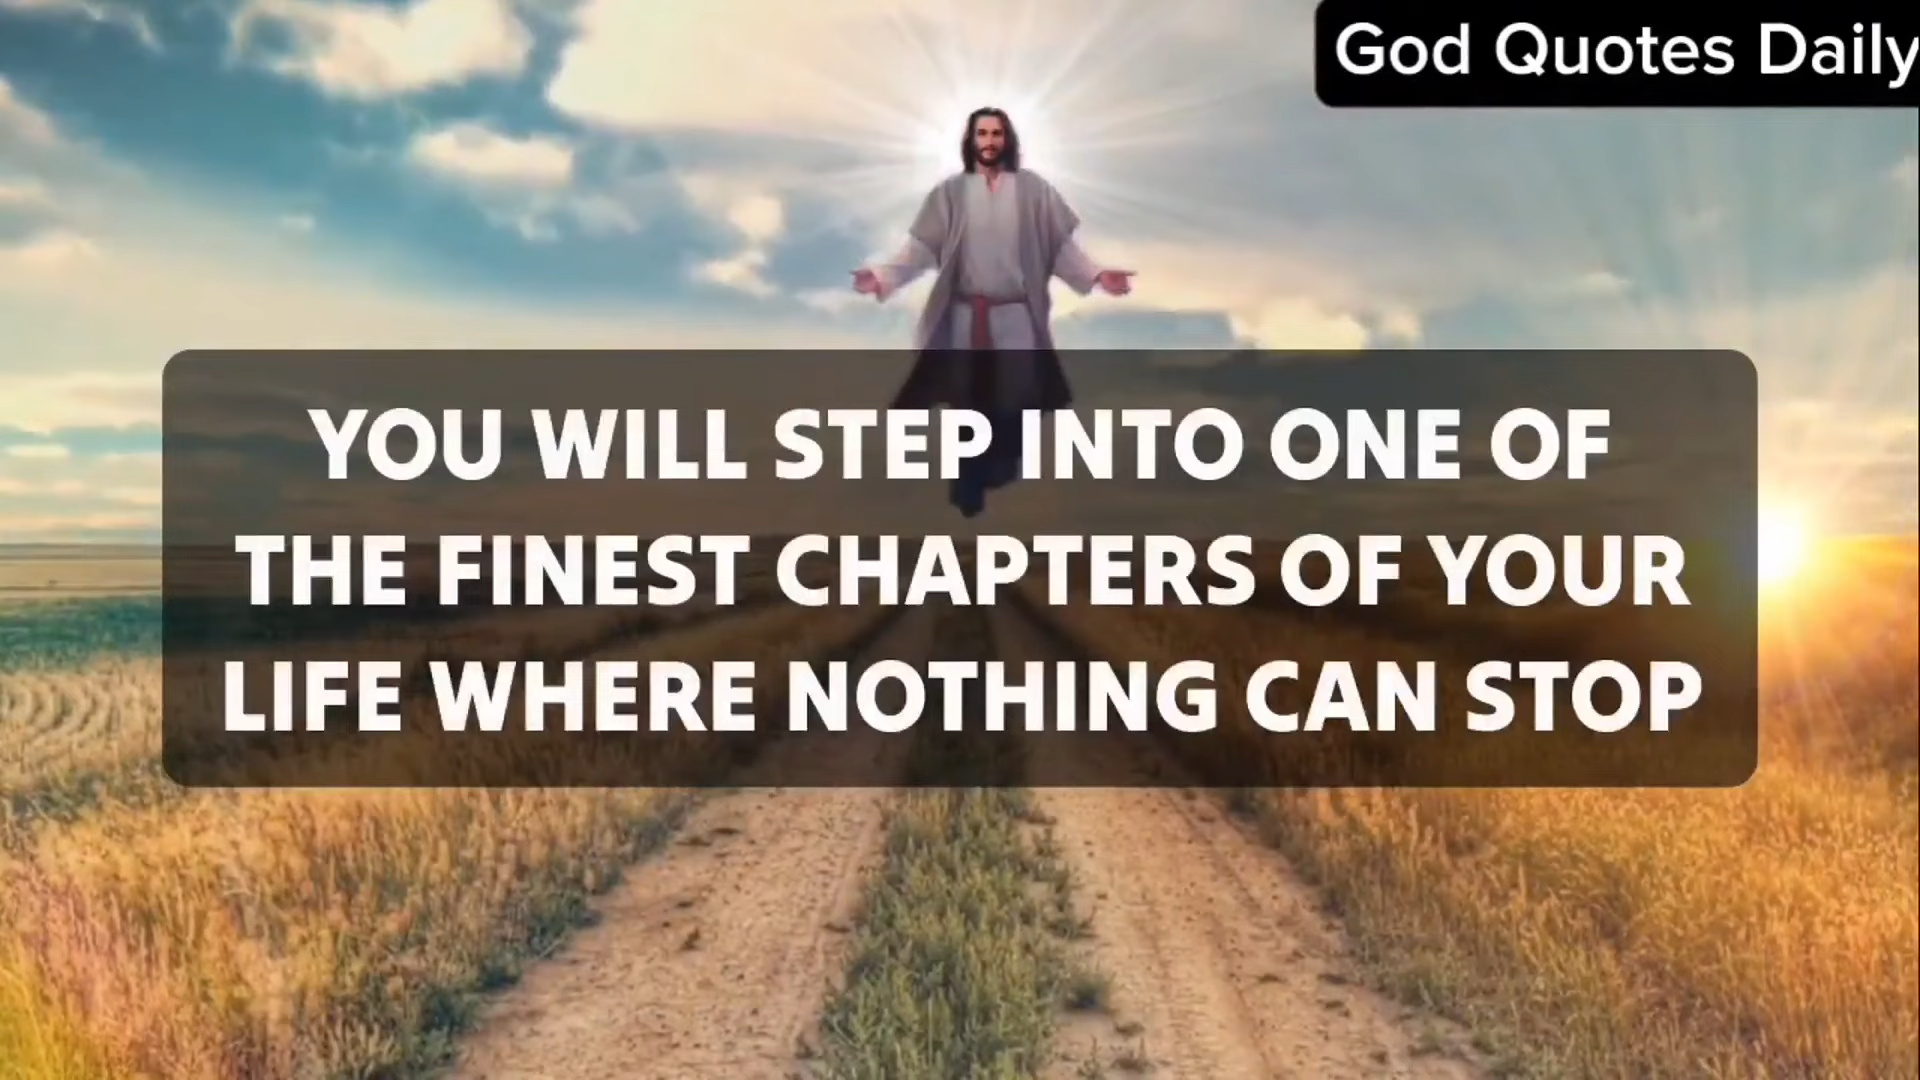 God Quotes Daily
YOU WILL STEP INTO ONE OF
THE FINEST CHAPTERS OF YOUR
LIFE WHERE NOTHING CAN STOP